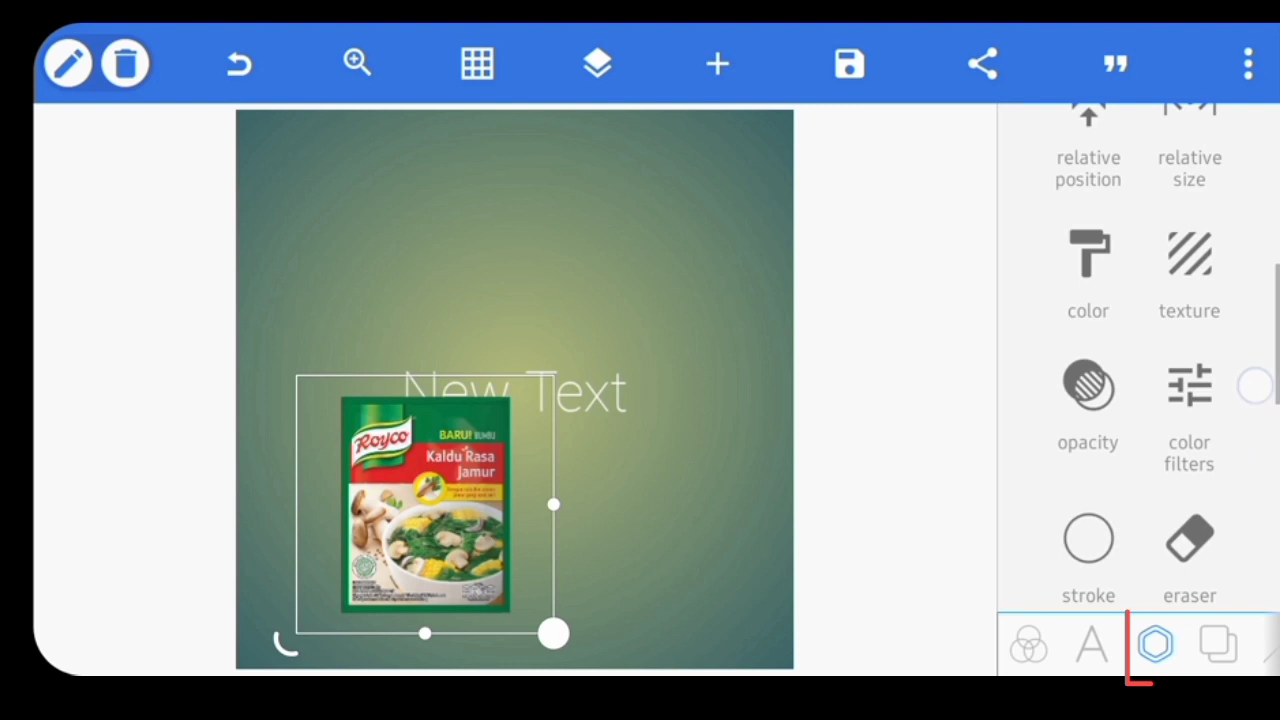 relative position
relative size
color
texture
New Text
Royco
BARU! BUMBU
Kaldu Rasa
Jamur
opacity
color filters
stroke
eraser
A